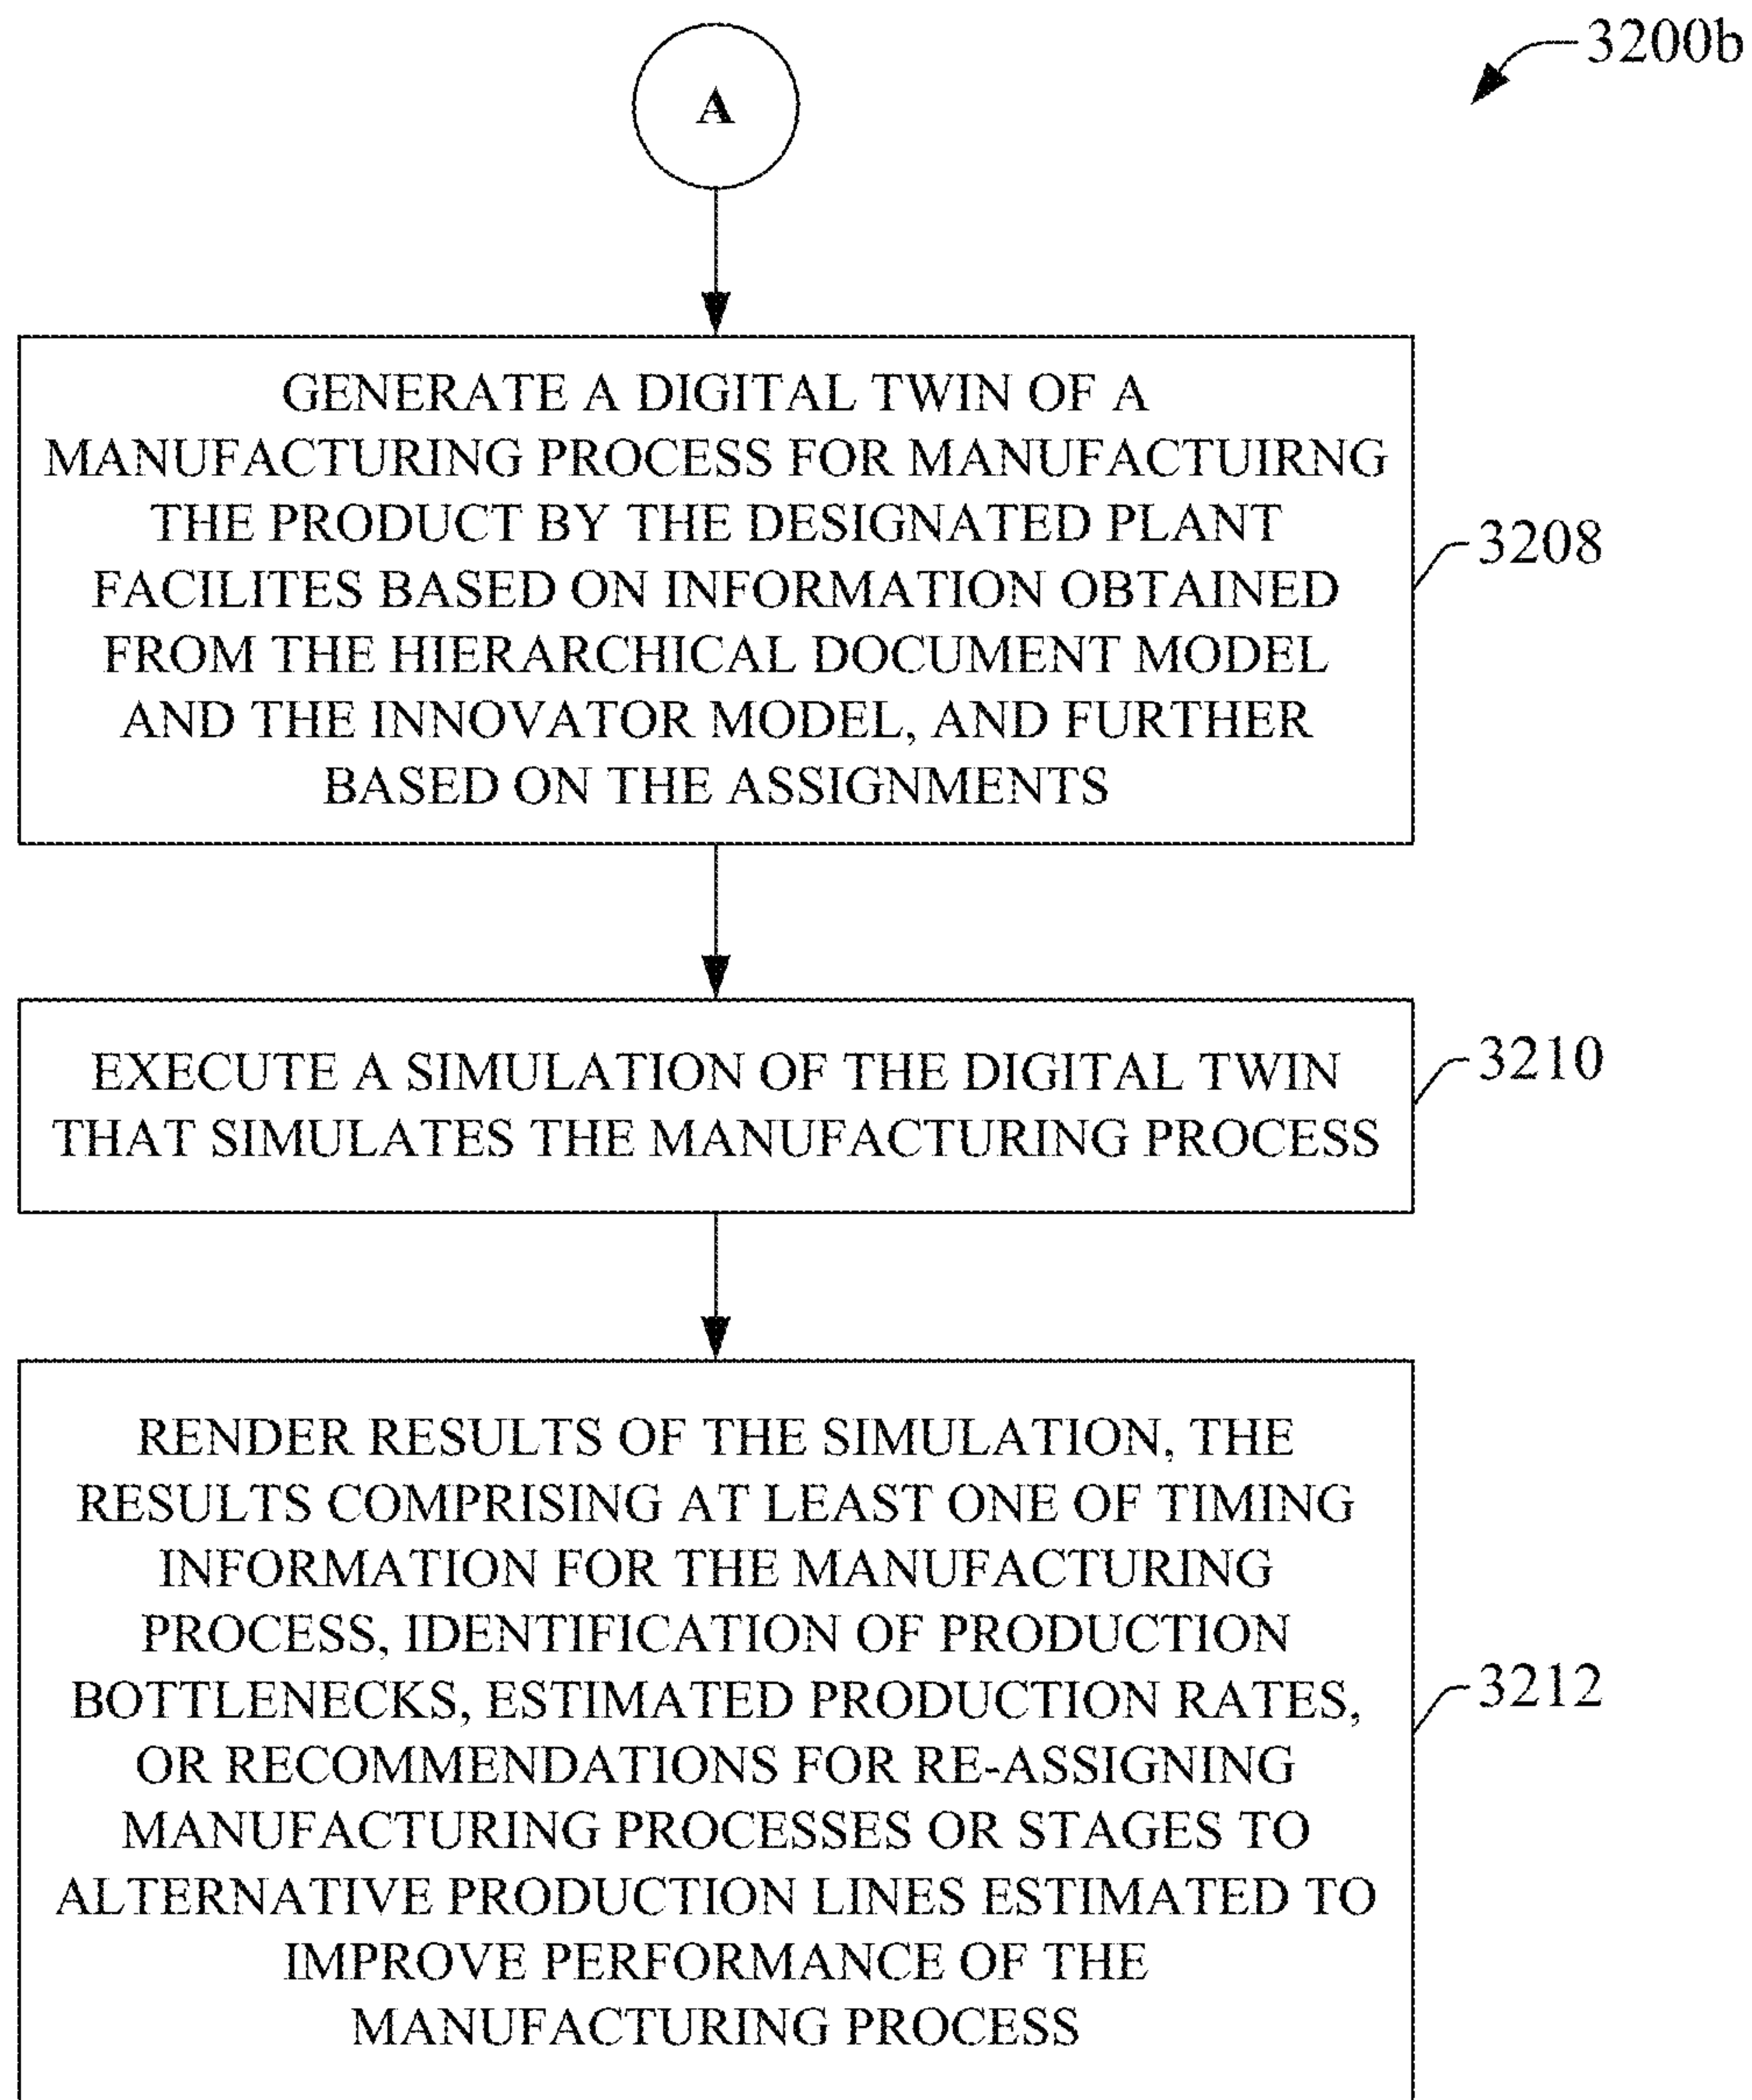 3200b
A
GENERATE A DIGITAL TWIN OF A
MANUFACTURING PROCESS FOR MANUFACTUIRNG
THE PRODUCT BY THE DESIGNATED PLANT
FACILITES BASED ON INFORMATION OBTAINED
FROM THE HIERARCHICAL DOCUMENT MODEL
AND THE INNOVATOR MODEL, AND FURTHER
BASED ON THE ASSIGNMENTS
3208
EXECUTE A SIMULATION OF THE DIGITAL TWIN
THAT SIMULATES THE MANUFACTURING PROCESS
3210
RENDER RESULTS OF THE SIMULATION, THE
RESULTS COMPRISING AT LEAST ONE OF TIMING
INFORMATION FOR THE MANUFACTURING
PROCESS, IDENTIFICATION OF PRODUCTION
BOTTLENECKS, ESTIMATED PRODUCTION RATES,
OR RECOMMENDATIONS FOR RE-ASSIGNING
MANUFACTURING PROCESSES OR STAGES TO
ALTERNATIVE PRODUCTION LINES ESTIMATED TO
IMPROVE PERFORMANCE OF THE
MANUFACTURING PROCESS
3212